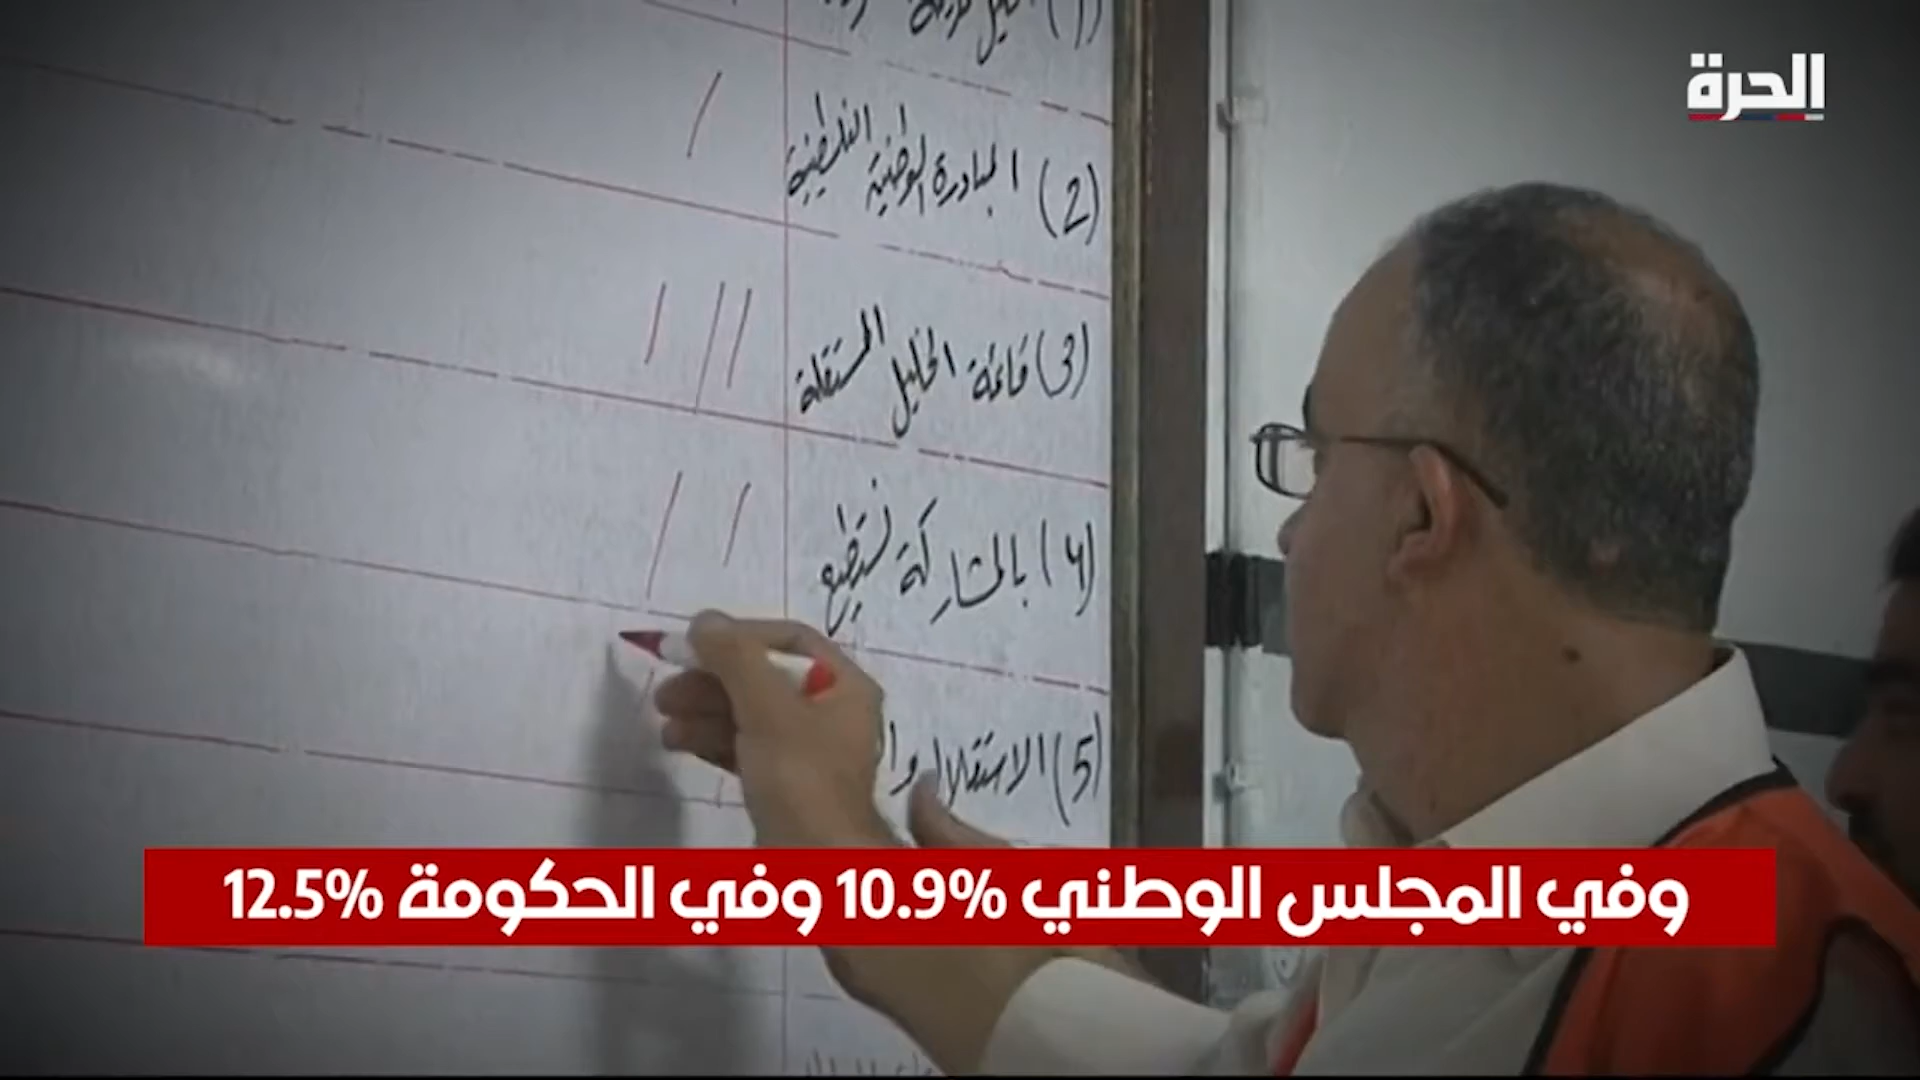 الحرة
(2) المبادرة الوطنية الفلسطينية
(3) قائمة الخليل المستقلة
(4) بالمشاركة نستطيع
(5) الاستقلال وا
وفي المجلس الوطني 10.9% وفي الحكومة 12.5%